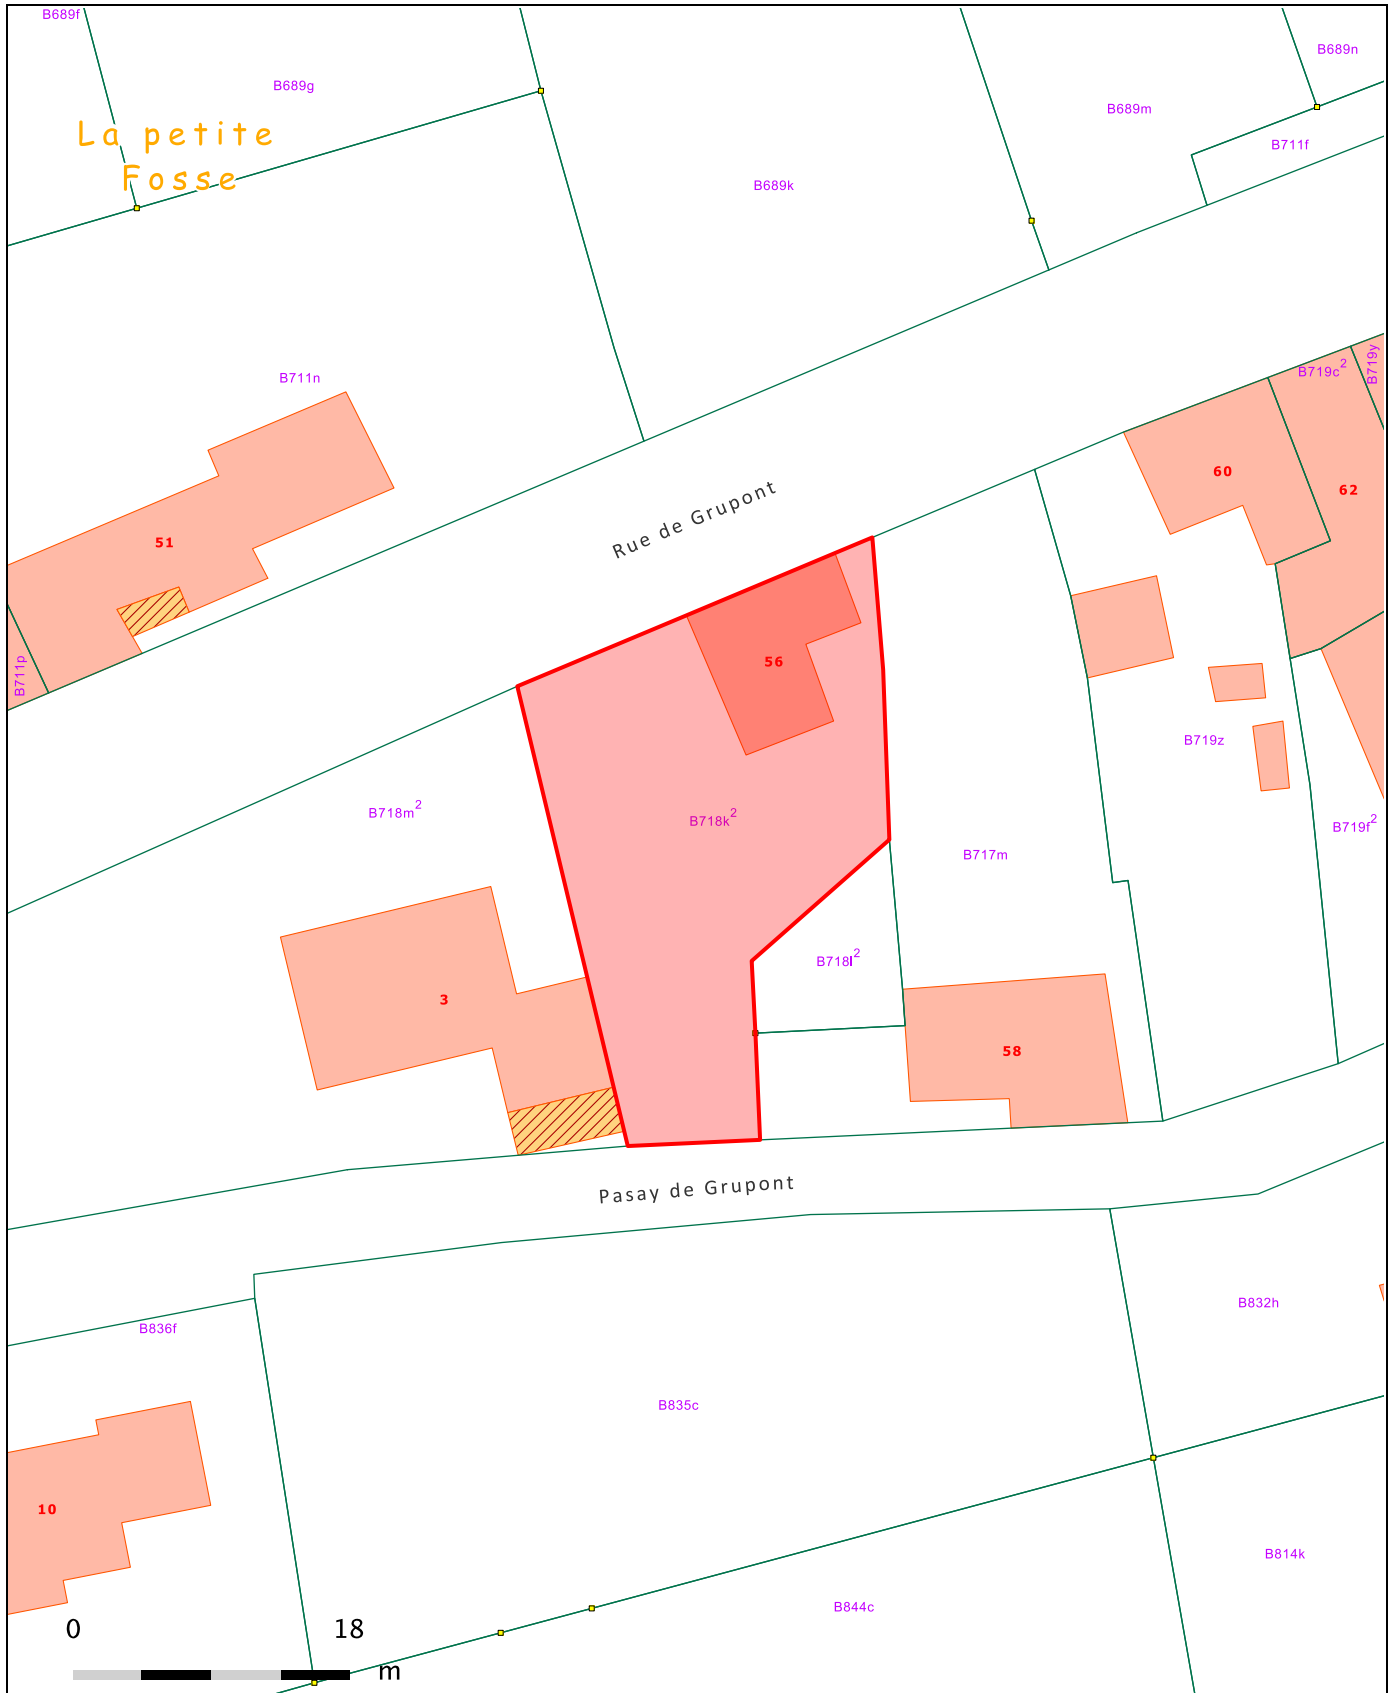 B689f
B689g
B689n
B689m
La petite
Fosse
B711f
B689k
B711n
B719c²
B719y
60
62
Rue de Grupont
51
B711p
56
B719z
B718m²
B718k²
B719f²
B717m
B718l²
3
58
Pasay de Grupont
B832h
B836f
B835c
10
B814k
B844c
0 18
m